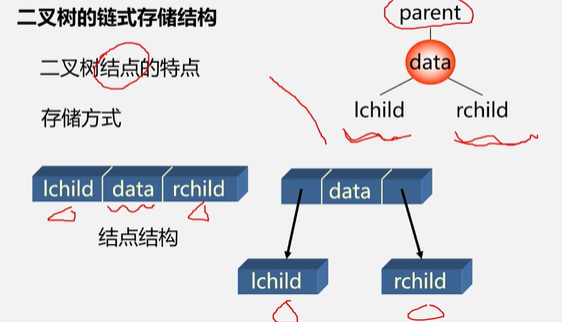 二叉树的链式存储结构
parent
二叉树结点的特点
data
lchild
rchild
存储方式
lchild data rchild
data
结点结构
lchild
rchild